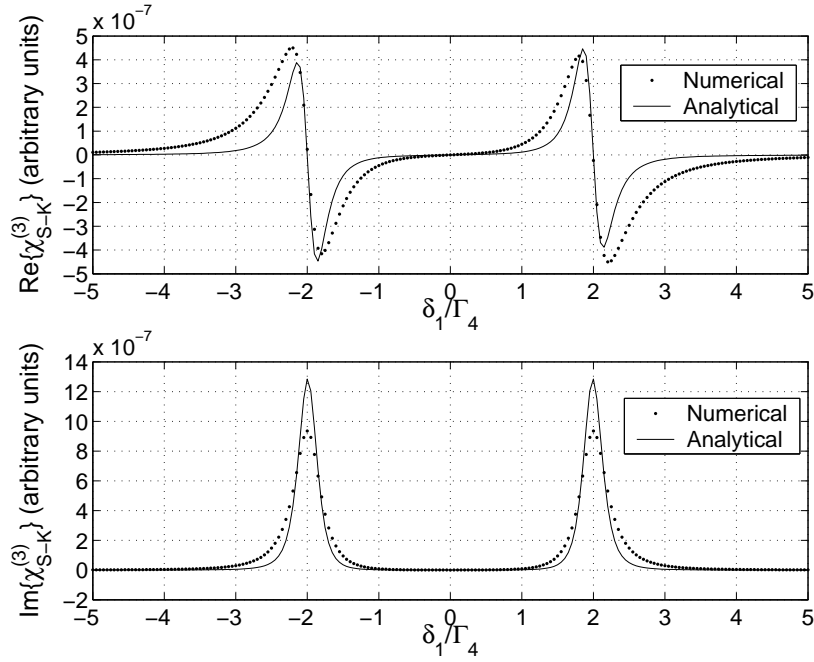 x 10⁻⁷
5
4
3
2
1
0
−1
−2
−3
−4
−5
Re{χ⁽³⁾S−K} (arbitrary units)
Numerical
Analytical
−5 −4 −3 −2 −1 0 1 2 3 4 5
δ₁/Γ₄
x 10⁻⁷
14
12
10
8
6
4
2
0
−2
Im{χ⁽³⁾S−K} (arbitrary units)
Numerical
Analytical
−5 −4 −3 −2 −1 0 1 2 3 4 5
δ₁/Γ₄